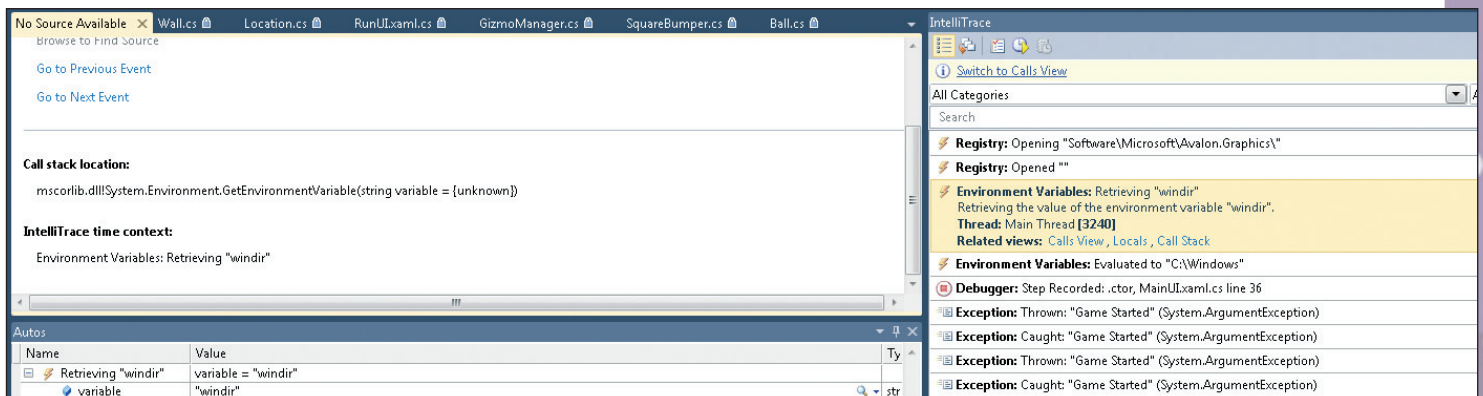 No Source Available
Wall.cs
Location.cs
RunUI.xaml.cs
GizmoManager.cs
SquareBumper.cs
Ball.cs
Browse to Find Source
Go to Previous Event
Go to Next Event
Call stack location:
mscorlib.dll!System.Environment.GetEnvironmentVariable(string variable = {unknown})
IntelliTrace time context:
Environment Variables: Retrieving "windir"
Autos
Name Value Ty
Retrieving "windir" variable = "windir"
variable "windir" str
IntelliTrace
Switch to Calls View
All Categories A
Search
Registry: Opening "Software\Microsoft\Avalon.Graphics\"
Registry: Opened ""
Environment Variables: Retrieving "windir"
Retrieving the value of the environment variable "windir".
Thread: Main Thread [3240]
Related views: Calls View , Locals , Call Stack
Environment Variables: Evaluated to "C:\Windows"
Debugger: Step Recorded: .ctor, MainUI.xaml.cs line 36
Exception: Thrown: "Game Started" (System.ArgumentException)
Exception: Caught: "Game Started" (System.ArgumentException)
Exception: Thrown: "Game Started" (System.ArgumentException)
Exception: Caught: "Game Started" (System.ArgumentException)